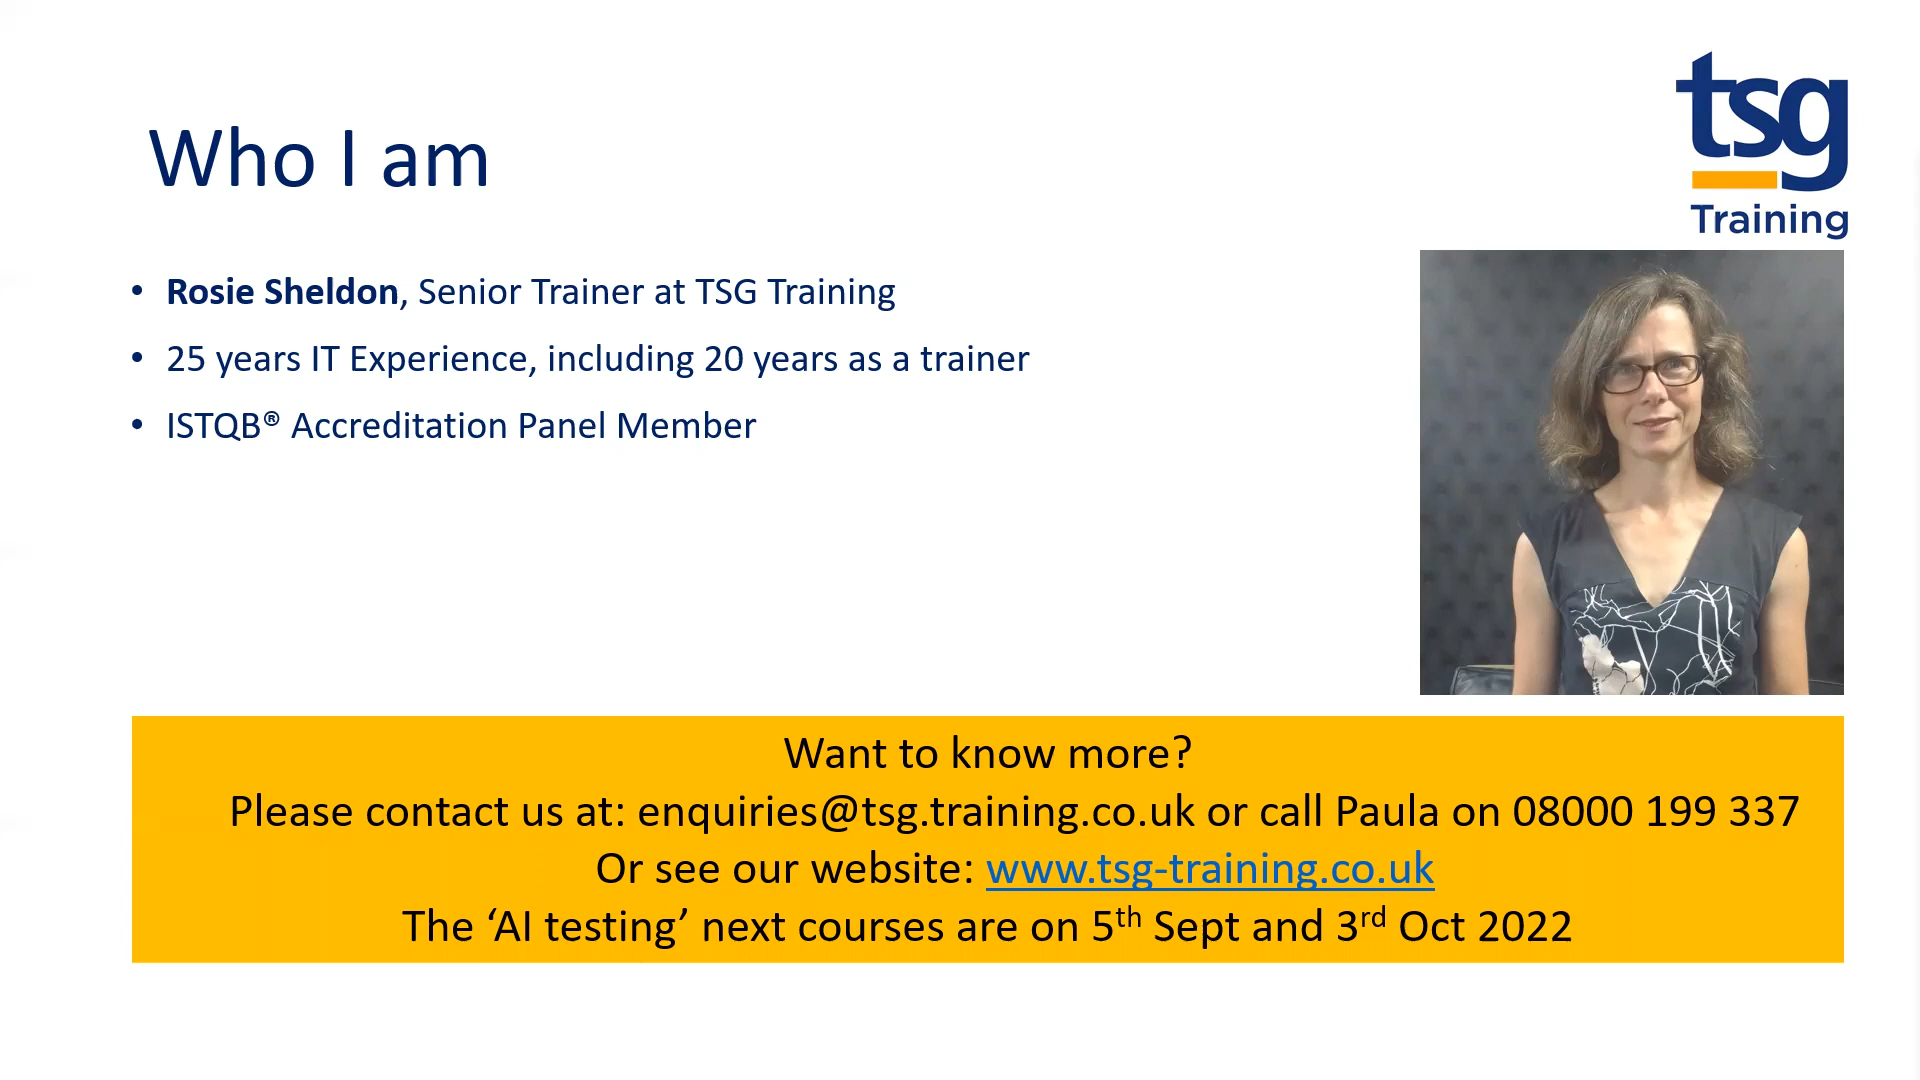 tsg
Training
Who I am
• Rosie Sheldon, Senior Trainer at TSG Training
• 25 years IT Experience, including 20 years as a trainer
• ISTQB® Accreditation Panel Member
Want to know more?
Please contact us at: enquiries@tsg.training.co.uk or call Paula on 08000 199 337
Or see our website: www.tsg-training.co.uk
The ‘AI testing’ next courses are on 5th Sept and 3rd Oct 2022